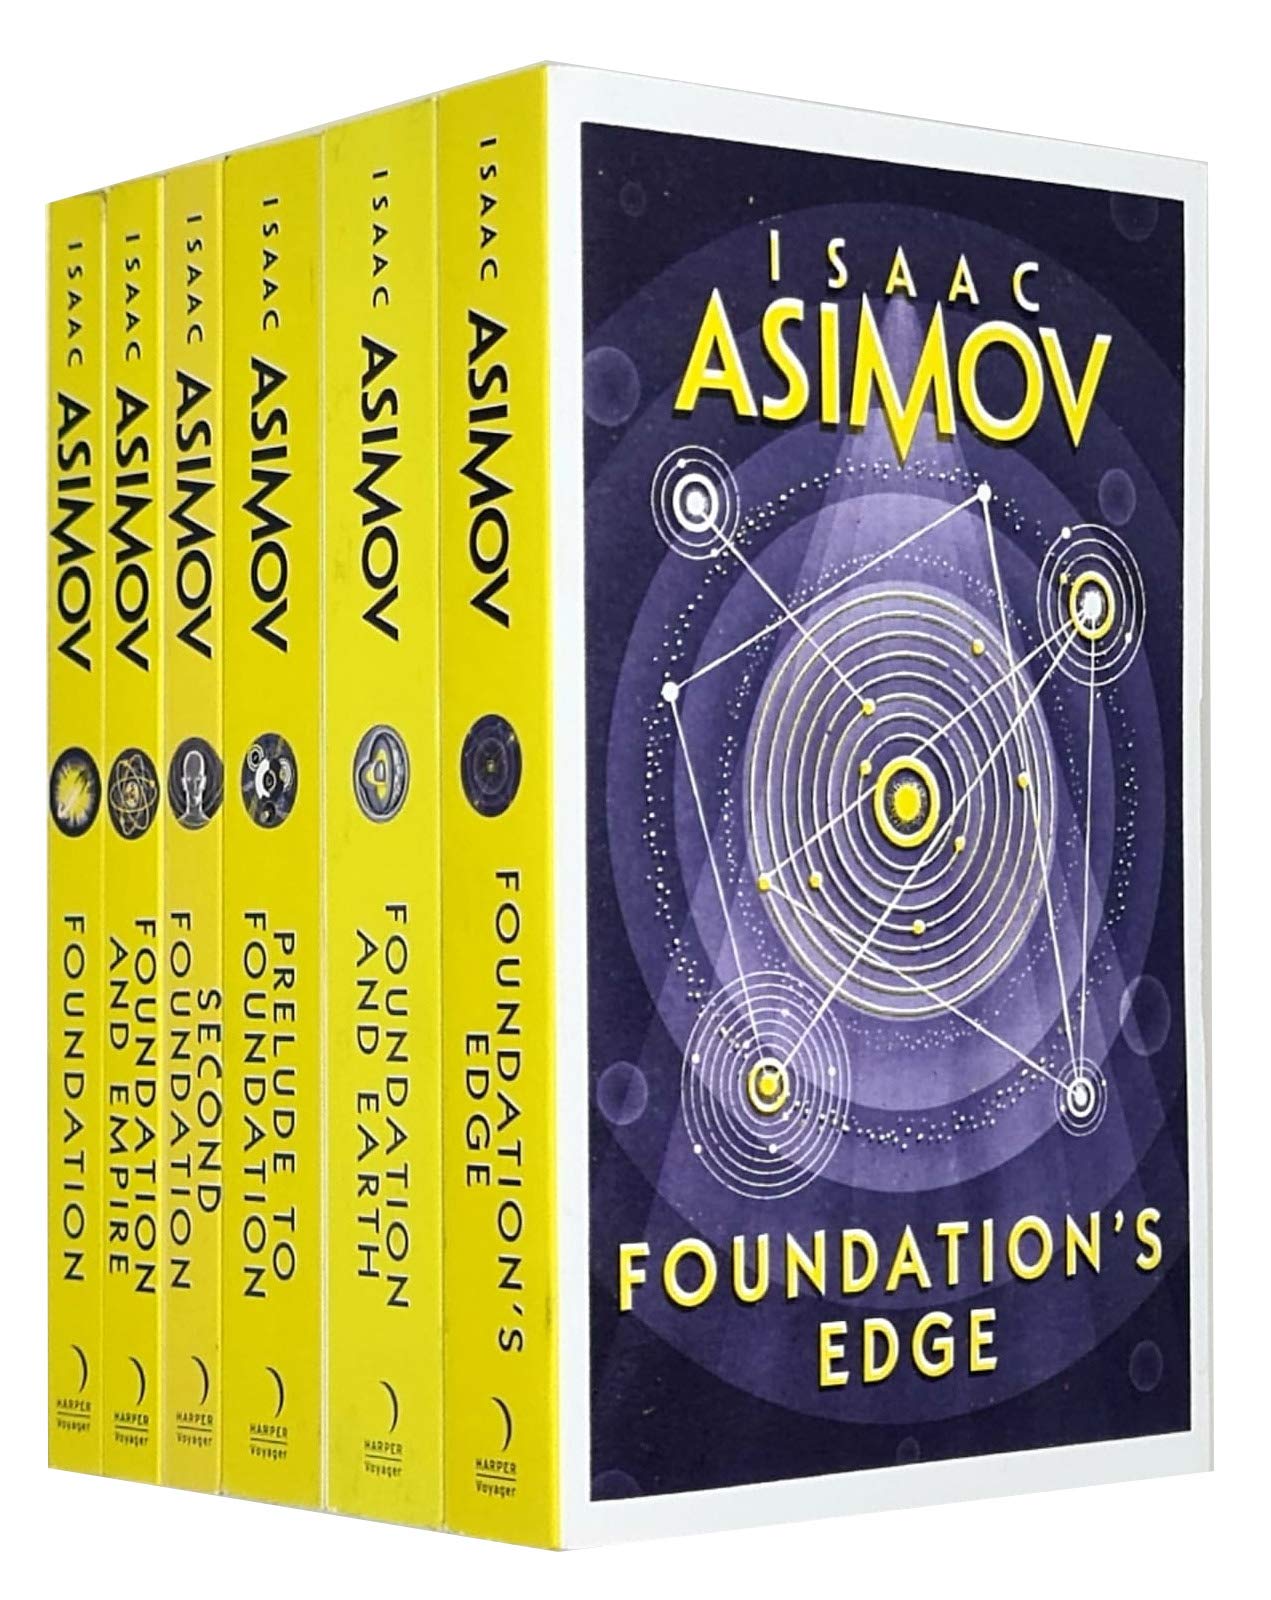 ISAAC ASIMOV
FOUNDATION
HARPER
Voyager
ISAAC ASIMOV
FOUNDATION
AND EMPIRE
HARPER
Voyager
ISAAC ASIMOV
SECOND
FOUNDATION
HARPER
Voyager
ISAAC ASIMOV
PRELUDE TO
FOUNDATION
HARPER
Voyager
ISAAC ASIMOV
FOUNDATION
AND EARTH
HARPER
Voyager
ISAAC ASIMOV
FOUNDATION'S
EDGE
HARPER
Voyager
ISAAC
ASIMOV
FOUNDATION'S
EDGE